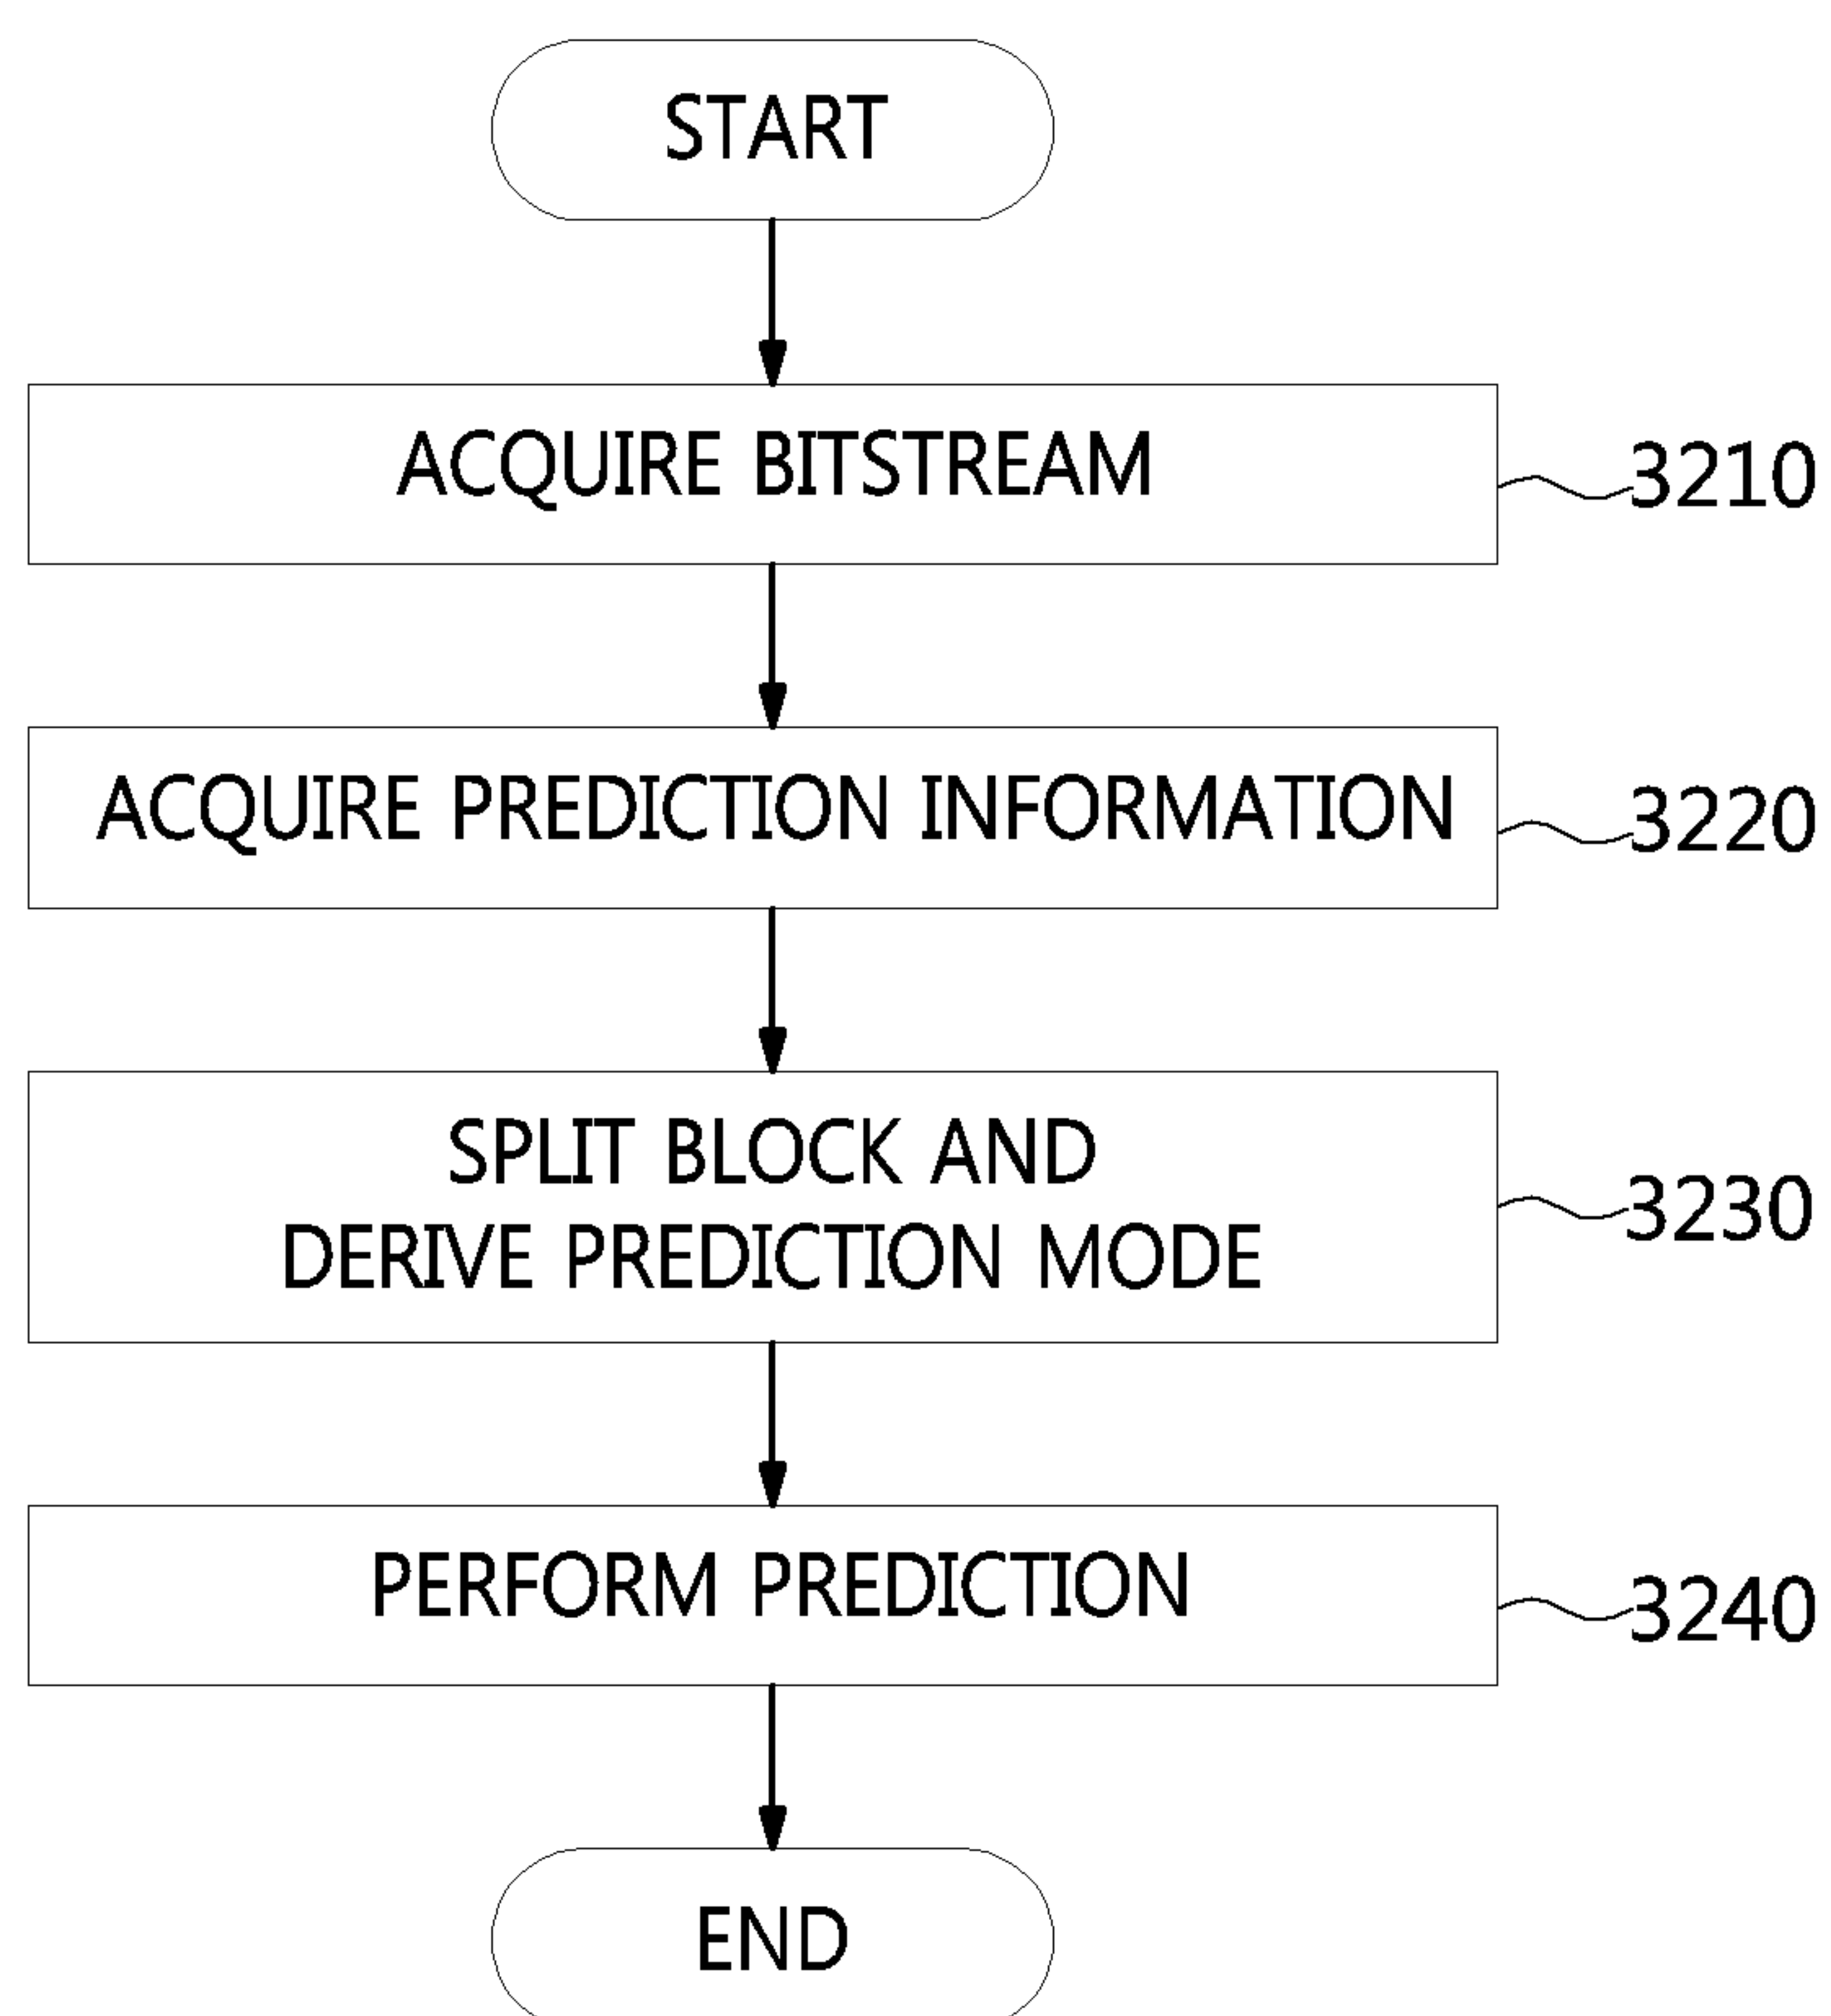 START
ACQUIRE BITSTREAM
3210
ACQUIRE PREDICTION INFORMATION
3220
SPLIT BLOCK AND
DERIVE PREDICTION MODE
3230
PERFORM PREDICTION
3240
END